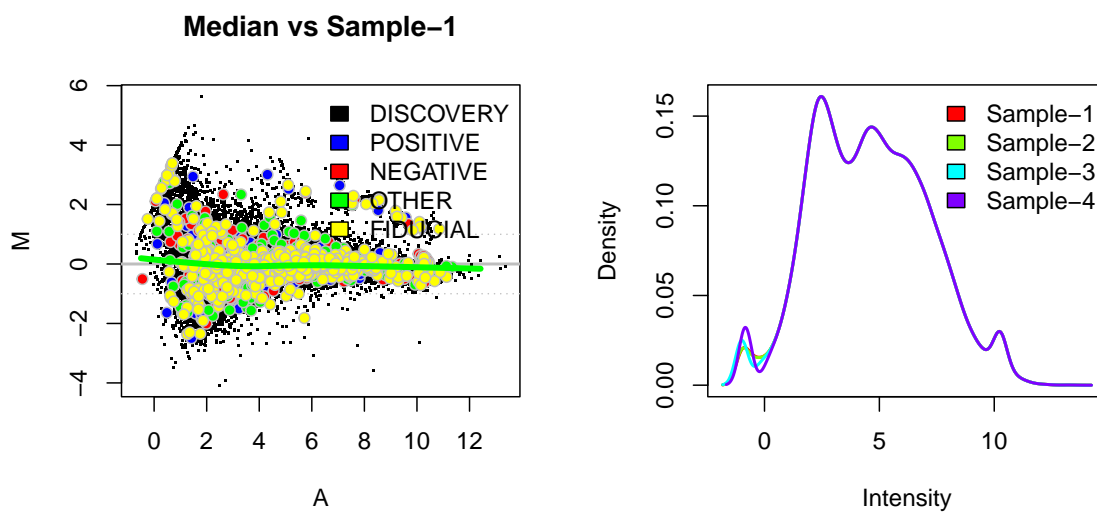 Median vs Sample−1
M
6
4
2
0
−2
−4
DISCOVERY
POSITIVE
NEGATIVE
OTHER
FIDUCIAL
0 2 4 6 8 10 12
A
Density
0.15
0.10
0.05
0.00
Sample−1
Sample−2
Sample−3
Sample−4
0 5 10
Intensity